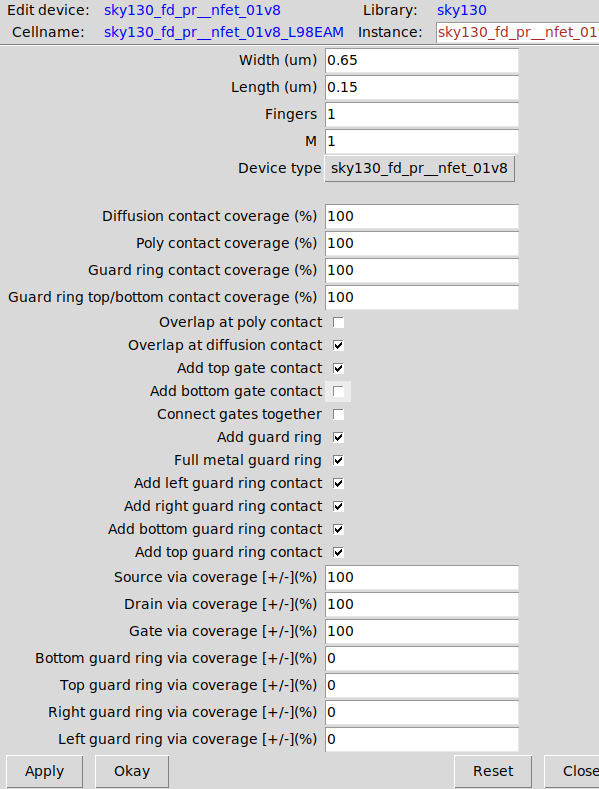 Edit device: sky130_fd_pr__nfet_01v8 Library: sky130
Cellname: sky130_fd_pr__nfet_01v8_L98EAM Instance: sky130_fd_pr__nfet_01
Width (um) 0.65
Length (um) 0.15
Fingers 1
M 1
Device type sky130_fd_pr__nfet_01v8
Diffusion contact coverage (%) 100
Poly contact coverage (%) 100
Guard ring contact coverage (%) 100
Guard ring top/bottom contact coverage (%) 100
Overlap at poly contact
Overlap at diffusion contact
Add top gate contact
Add bottom gate contact
Connect gates together
Add guard ring
Full metal guard ring
Add left guard ring contact
Add right guard ring contact
Add bottom guard ring contact
Add top guard ring contact
Source via coverage [+/-](%) 100
Drain via coverage [+/-](%) 100
Gate via coverage [+/-](%) 100
Bottom guard ring via coverage [+/-](%) 0
Top guard ring via coverage [+/-](%) 0
Right guard ring via coverage [+/-](%) 0
Left guard ring via coverage [+/-](%) 0
Apply Okay Reset Close